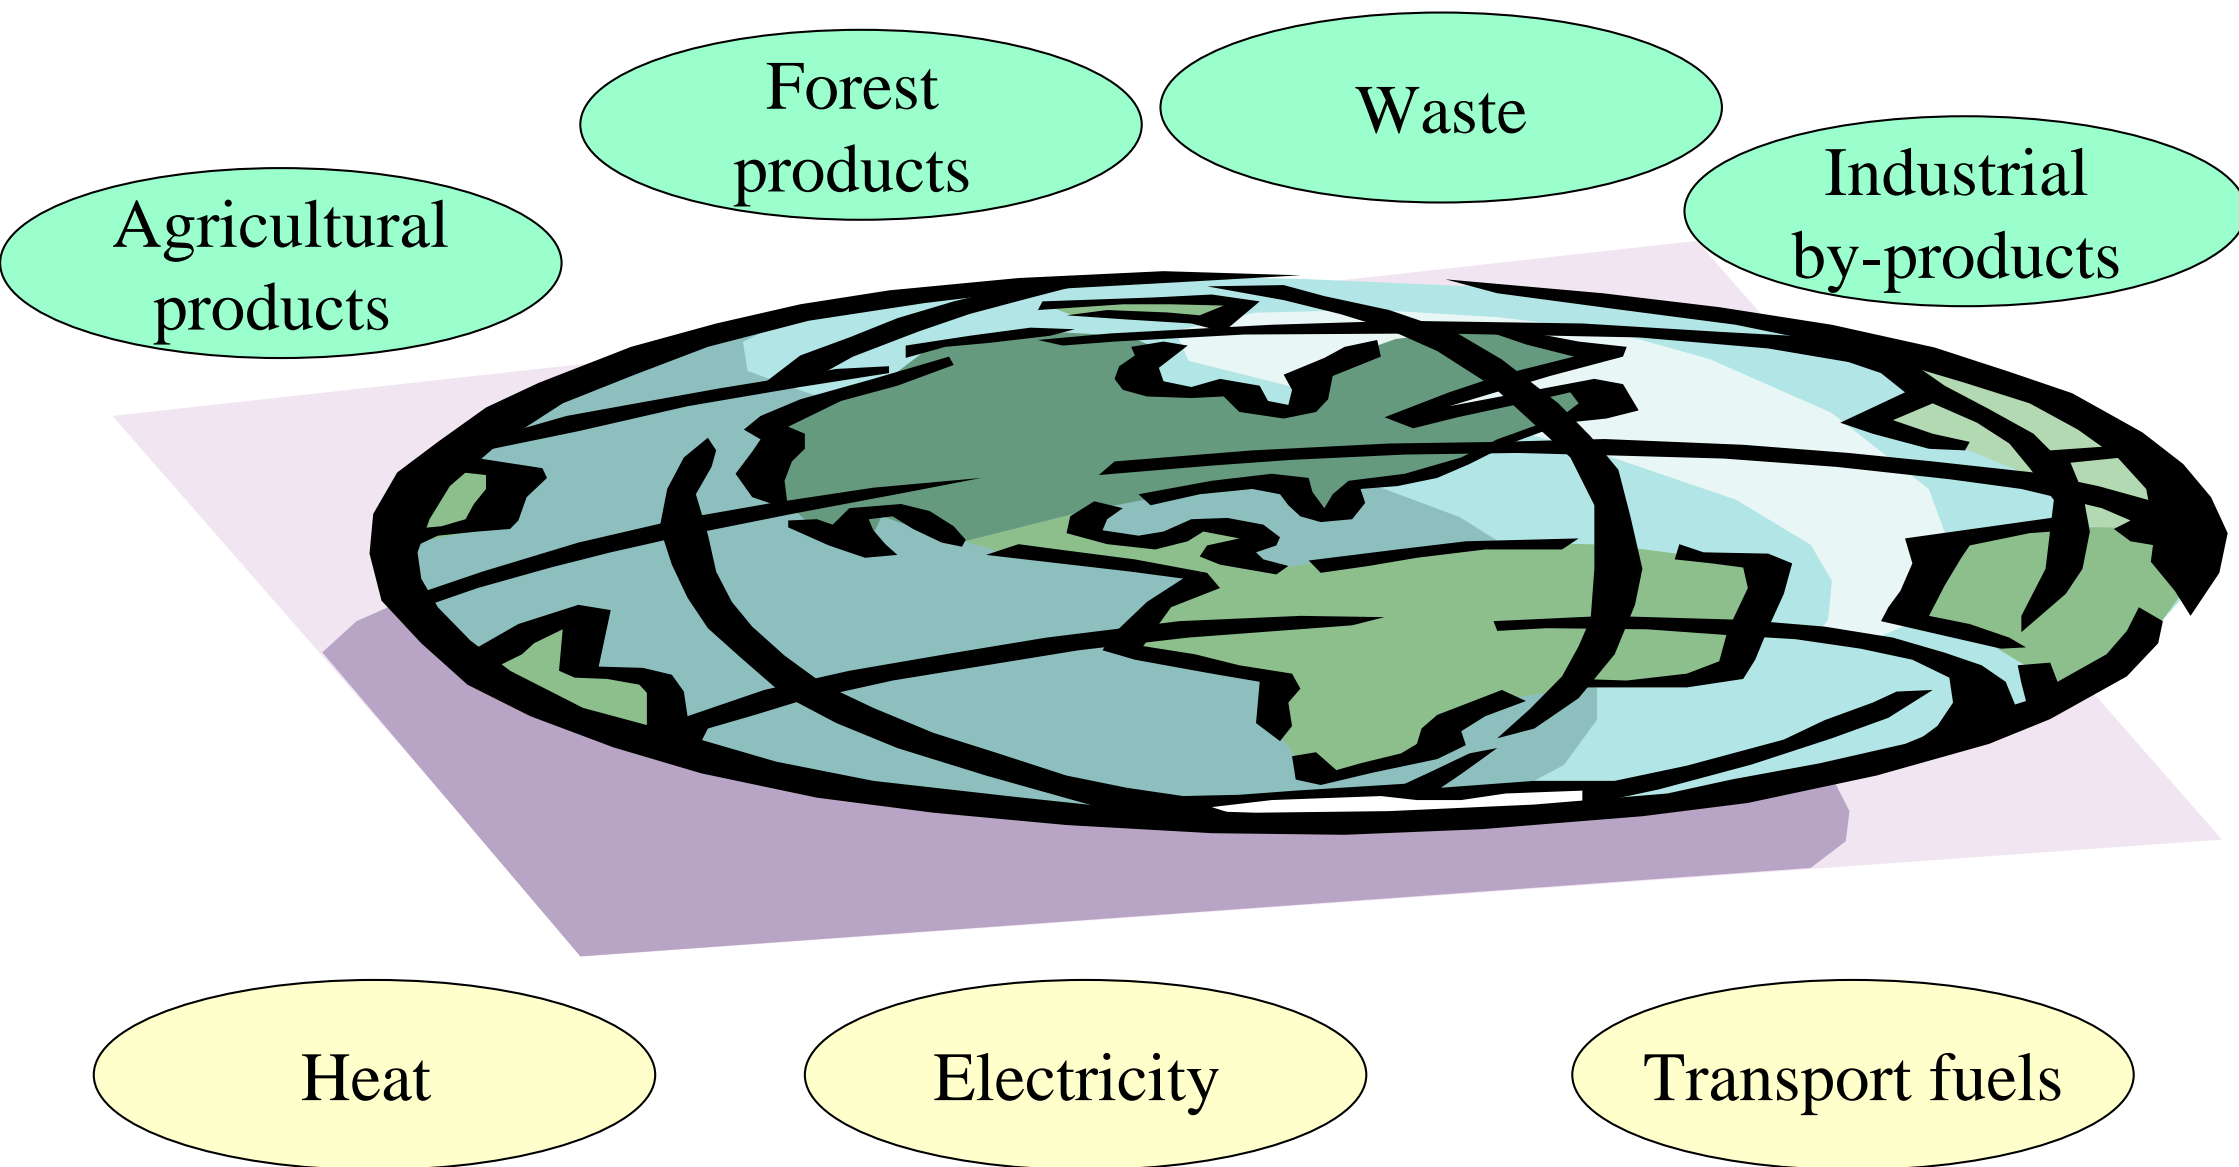 Agricultural
products
Forest
products
Waste
Industrial
by-products
Heat
Electricity
Transport fuels